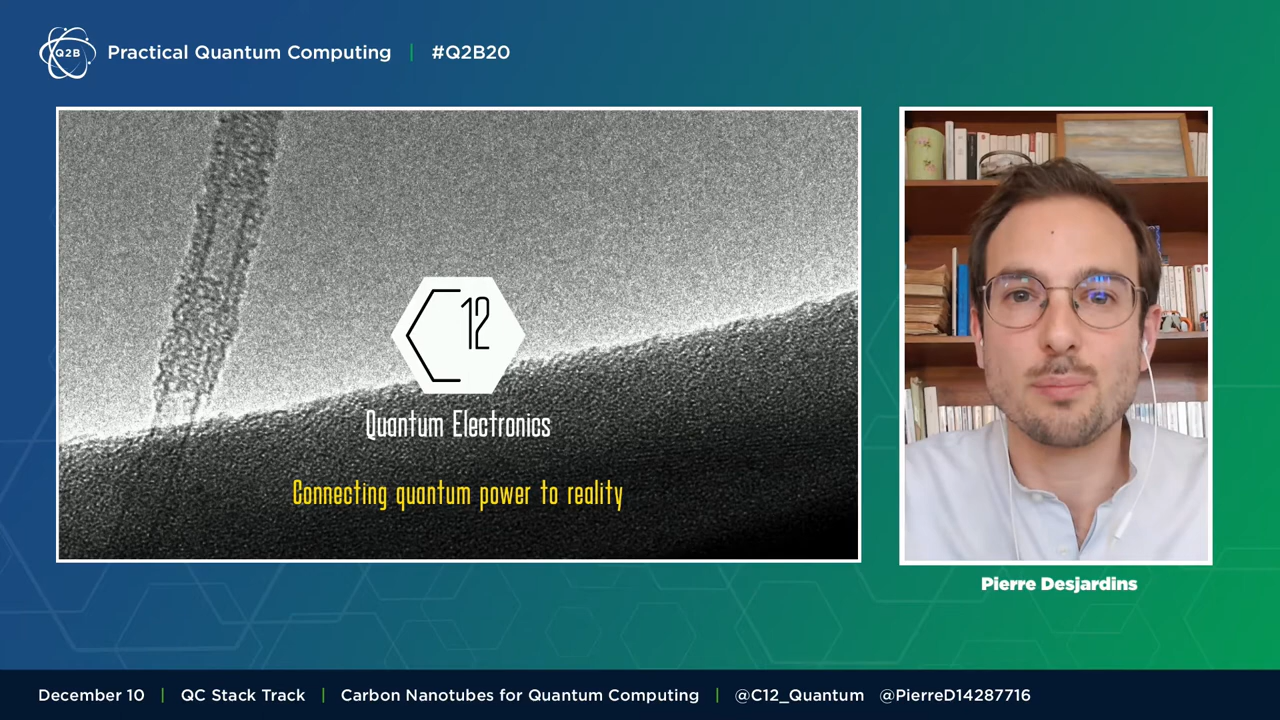 Q2B
Practical Quantum Computing | #Q2B20
12
Quantum Electronics
Connecting quantum power to reality
Pierre Desjardins
December 10 | QC Stack Track | Carbon Nanotubes for Quantum Computing | @C12_Quantum @PierreD14287716